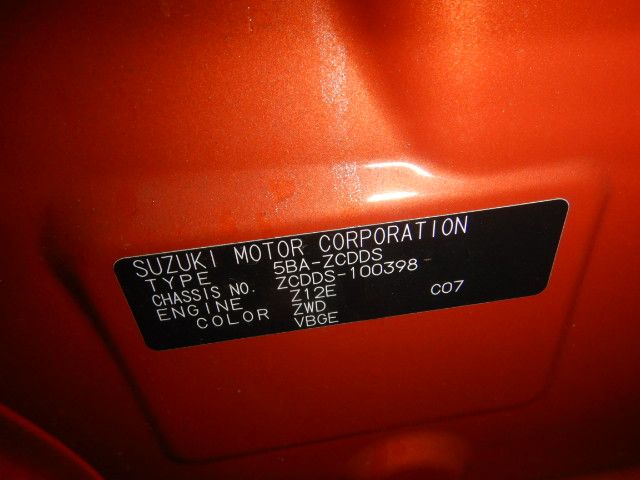 SUZUKI MOTOR CORPORATION
TYPE 5BA-ZCDDS
CHASSIS NO. ZCDDS-100398
ENGINE Z12E C07
COLOR ZWD
VBGE